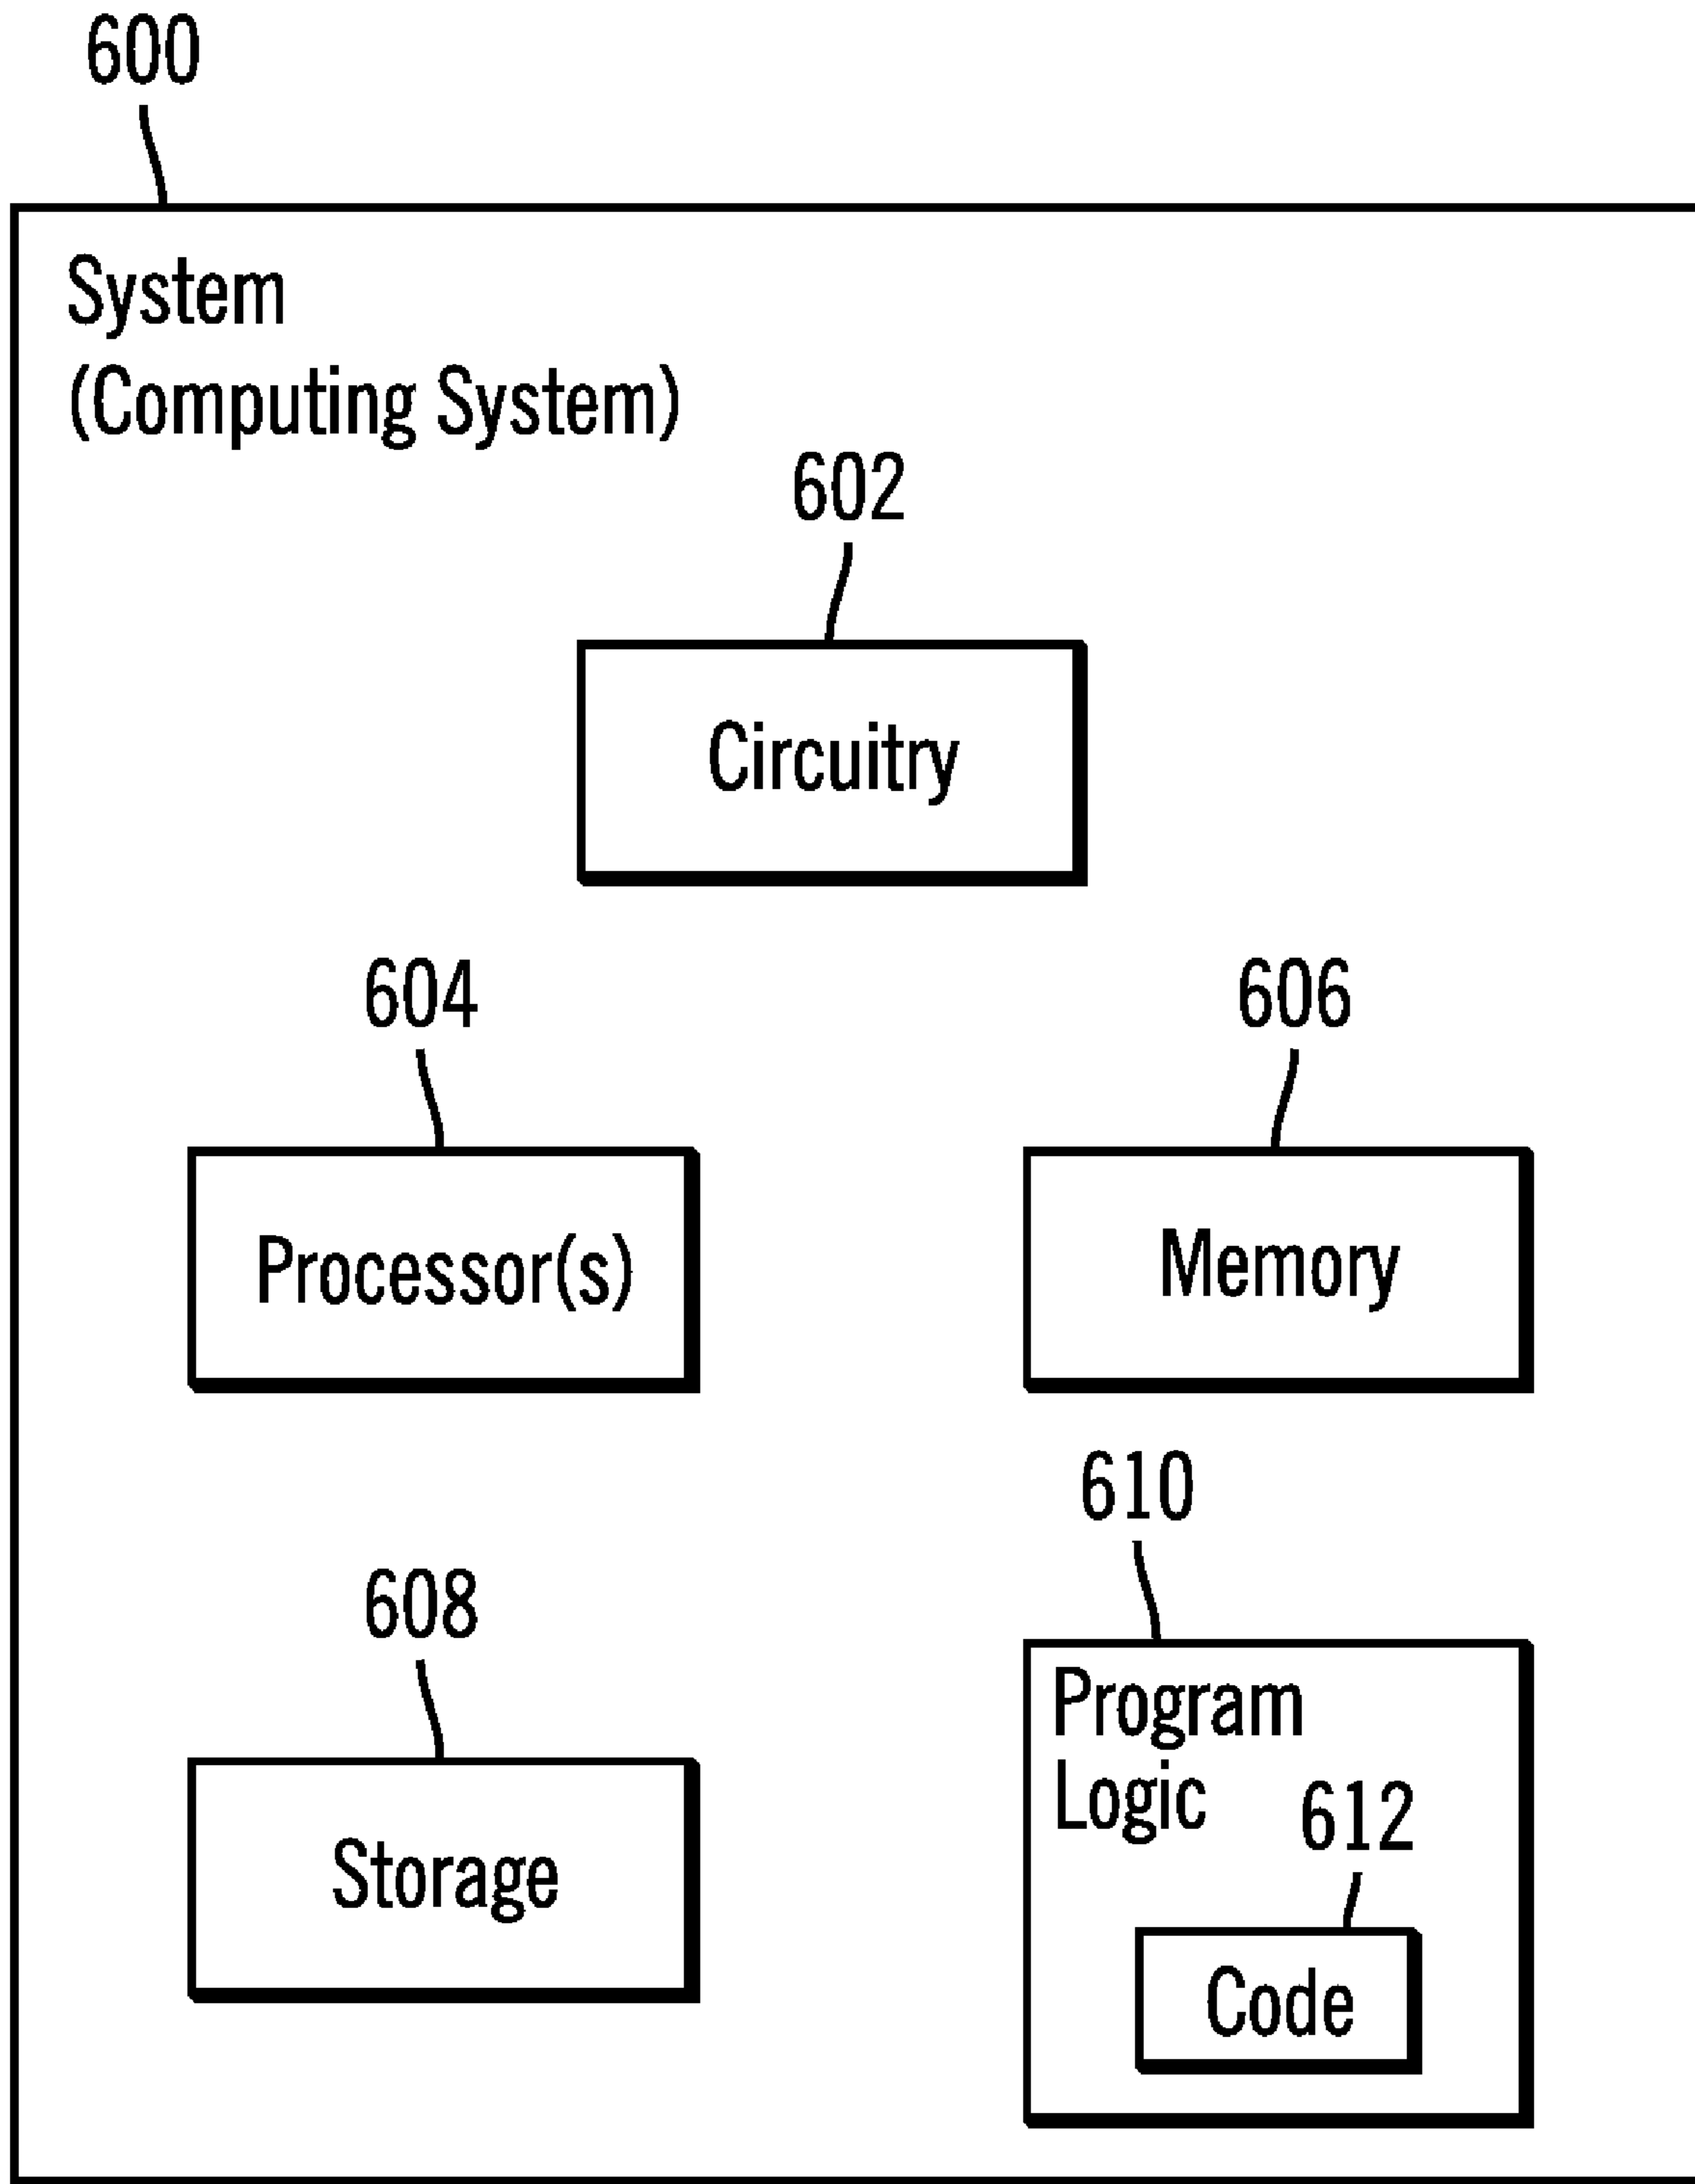 600
System
(Computing System)
602
Circuitry
604
606
Processor(s)
Memory
610
608
Program
Logic
612
Storage
Code